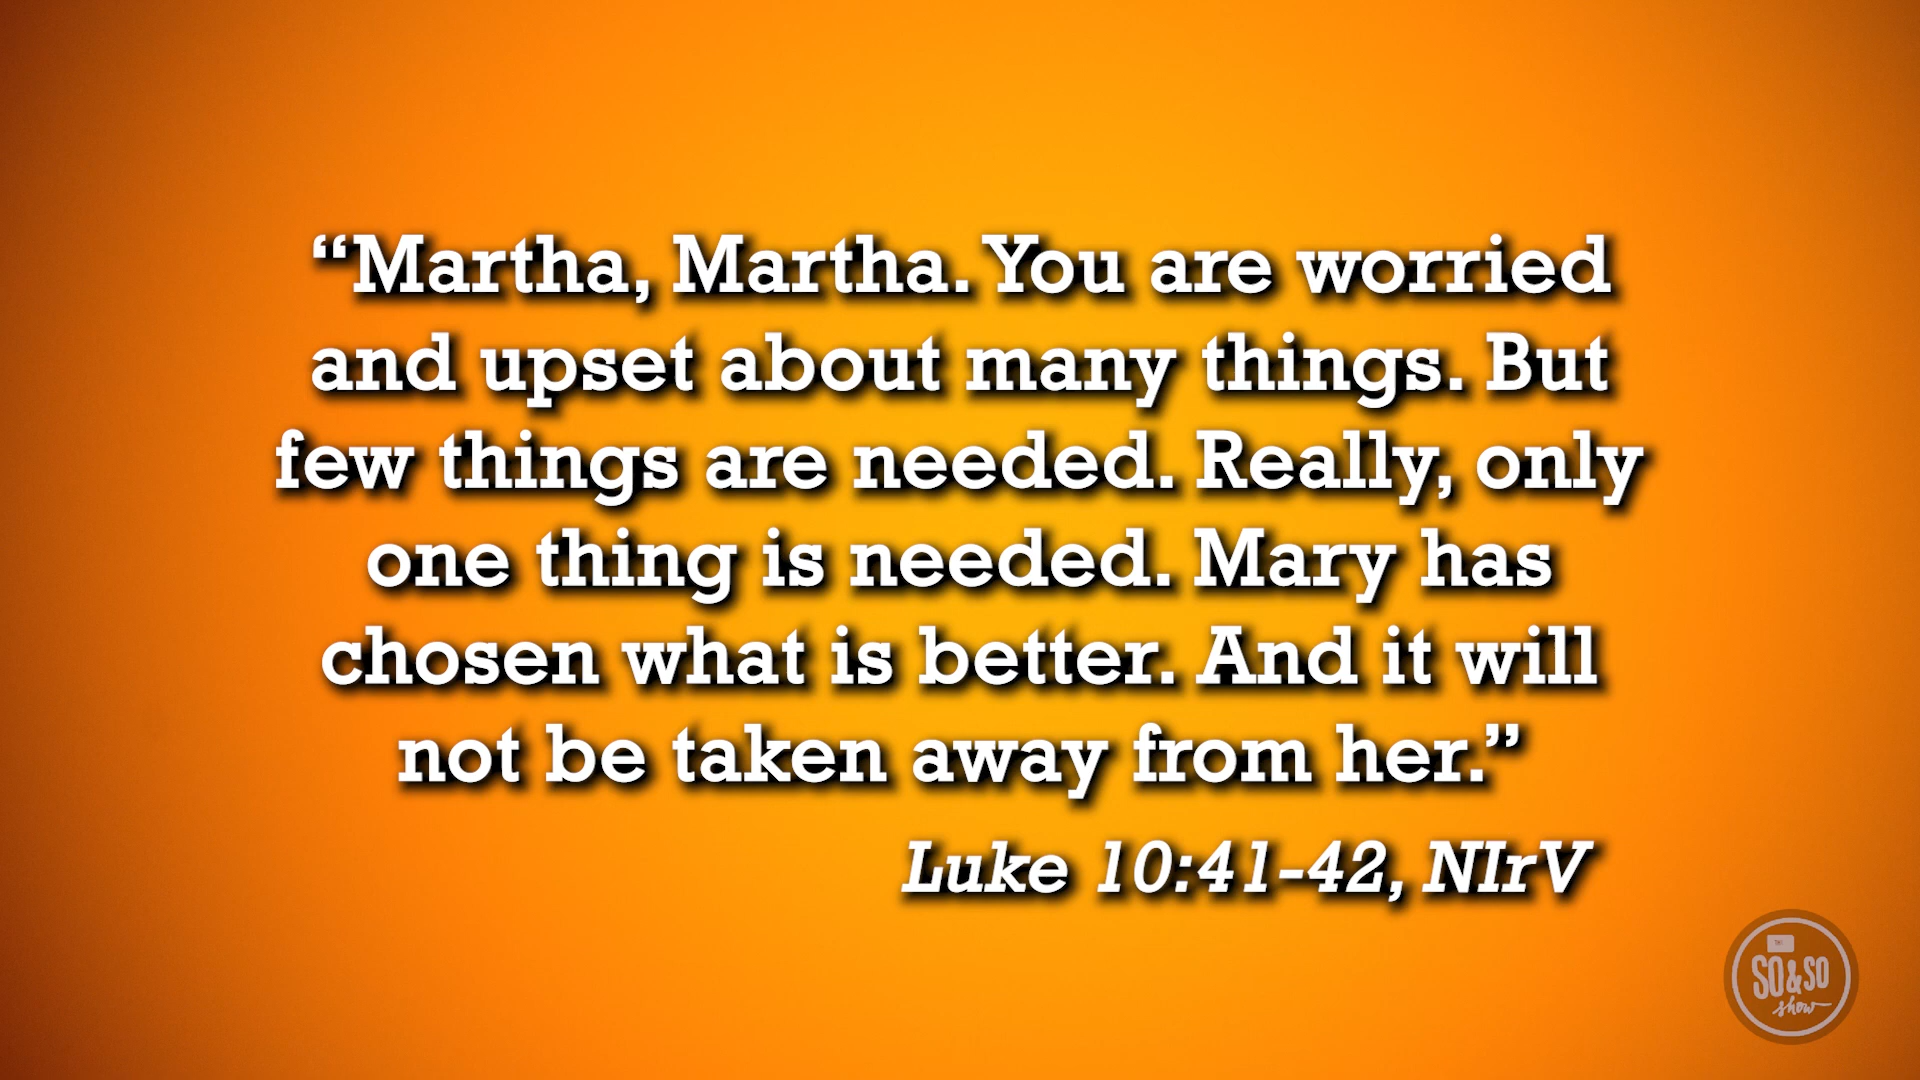 “Martha, Martha. You are worried
and upset about many things. But
few things are needed. Really, only
one thing is needed. Mary has
chosen what is better. And it will
not be taken away from her.”
Luke 10:41-42, NIrV
SO & SO
show